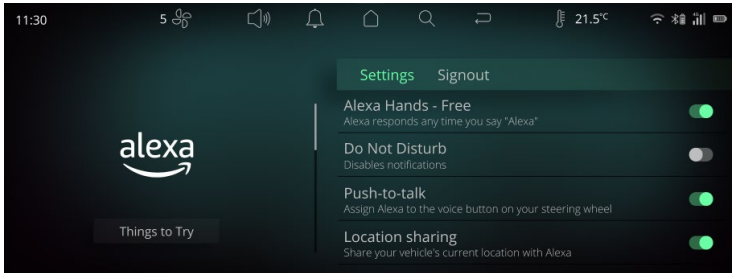 11:30
5
21.5°C
Settings Signout
Alexa Hands - Free
Alexa responds any time you say "Alexa"
Do Not Disturb
Disables notifications
Push-to-talk
Assign Alexa to the voice button on your steering wheel
Location sharing
Share your vehicle's current location with Alexa
alexa
Things to Try